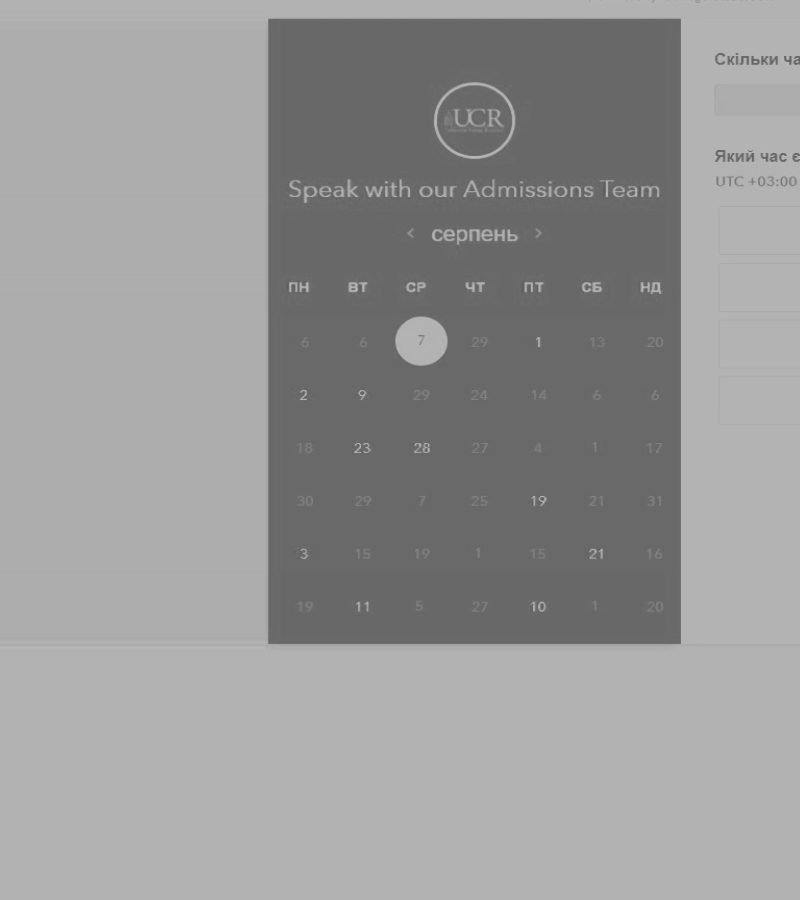 UCR
Speak with our Admissions Team
‹ серпень ›
ПН ВТ СР ЧТ ПТ СБ НД
6 6 7 29 1 13 20
2 9 29 24 14 6 6
18 23 28 27 4 1 17
30 29 7 25 19 21 31
3 15 19 1 15 21 16
19 11 5 27 10 1 20
Скільки ча
Який час є
UTC +03:00